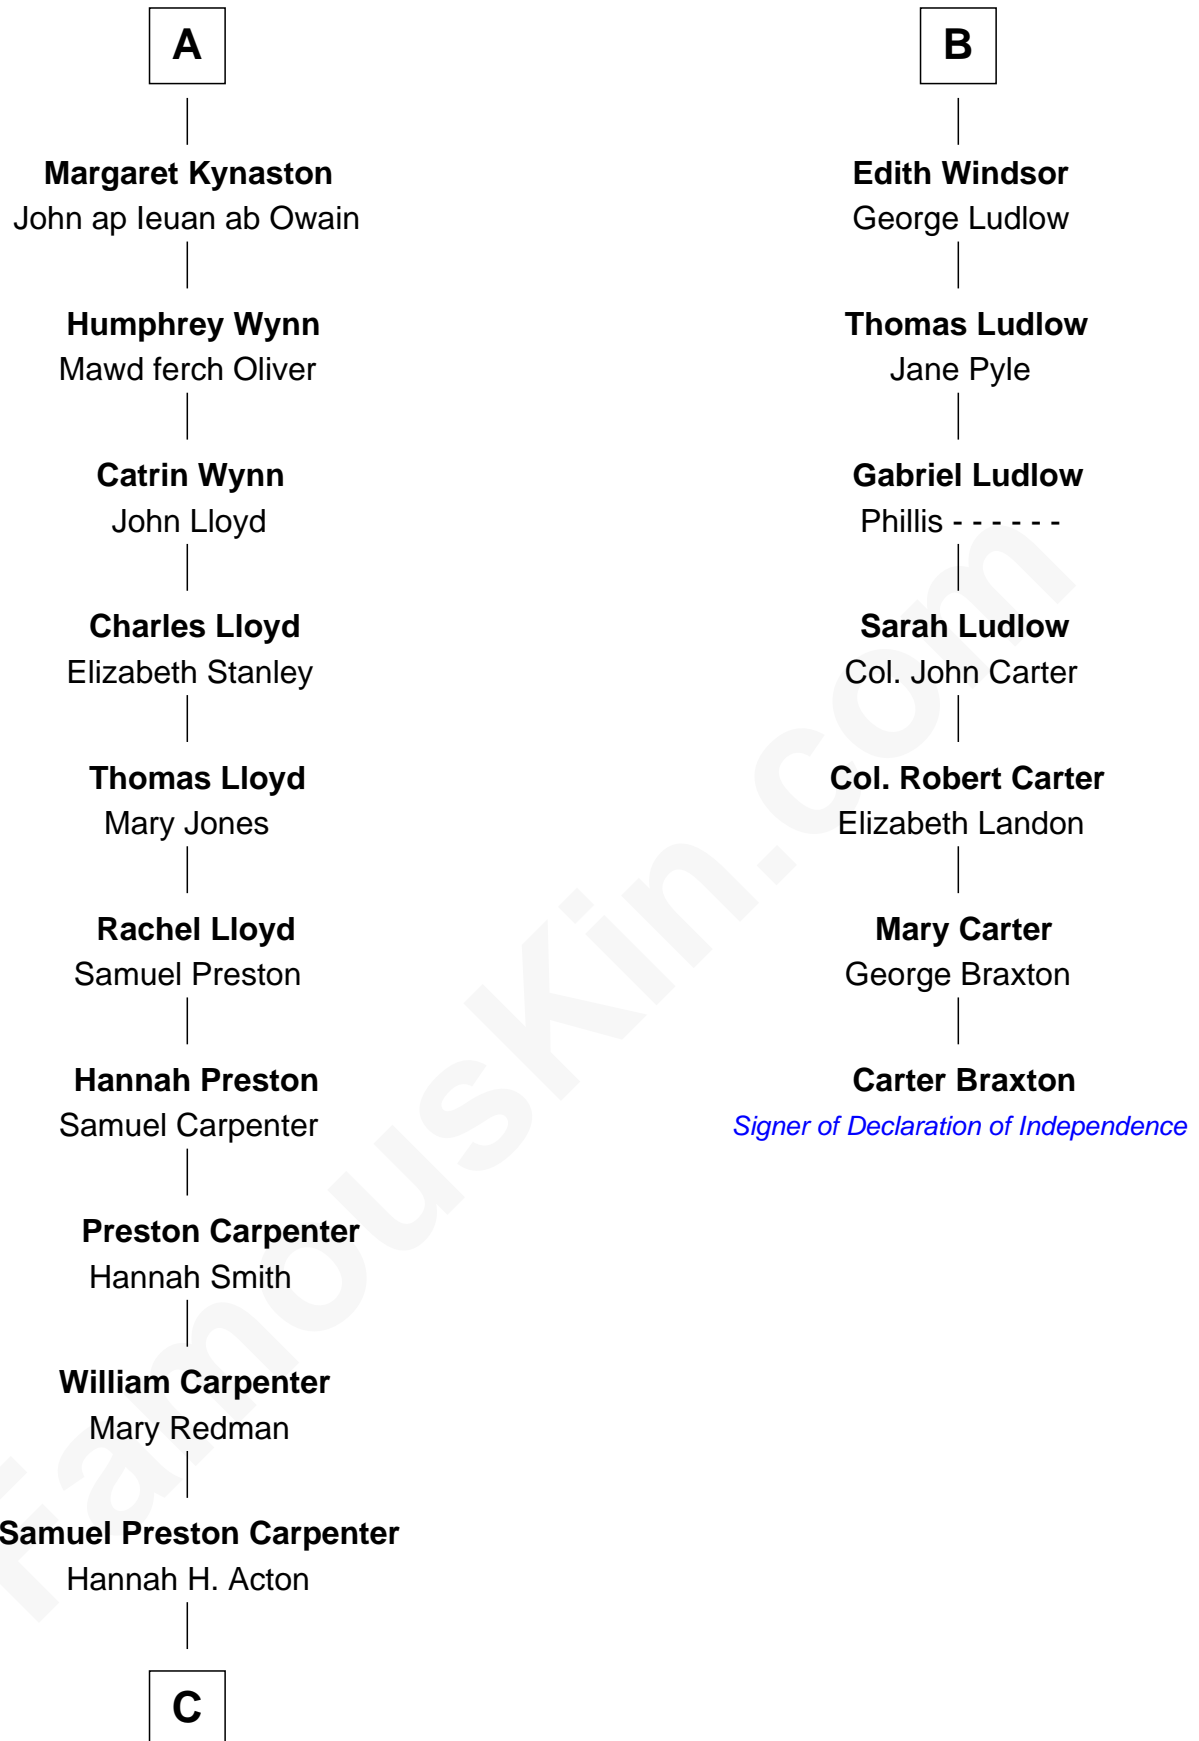 A
Margaret Kynaston
John ap Ieuan ab Owain
Humphrey Wynn
Mawd ferch Oliver
Catrin Wynn
John Lloyd
Charles Lloyd
Elizabeth Stanley
Thomas Lloyd
Mary Jones
Rachel Lloyd
Samuel Preston
Hannah Preston
Samuel Carpenter
Preston Carpenter
Hannah Smith
William Carpenter
Mary Redman
Samuel Preston Carpenter
Hannah H. Acton
C
B
Edith Windsor
George Ludlow
Thomas Ludlow
Jane Pyle
Gabriel Ludlow
Phillis - - - - - -
Sarah Ludlow
Col. John Carter
Col. Robert Carter
Elizabeth Landon
Mary Carter
George Braxton
Carter Braxton
Signer of Declaration of Independence
FamousKin.com